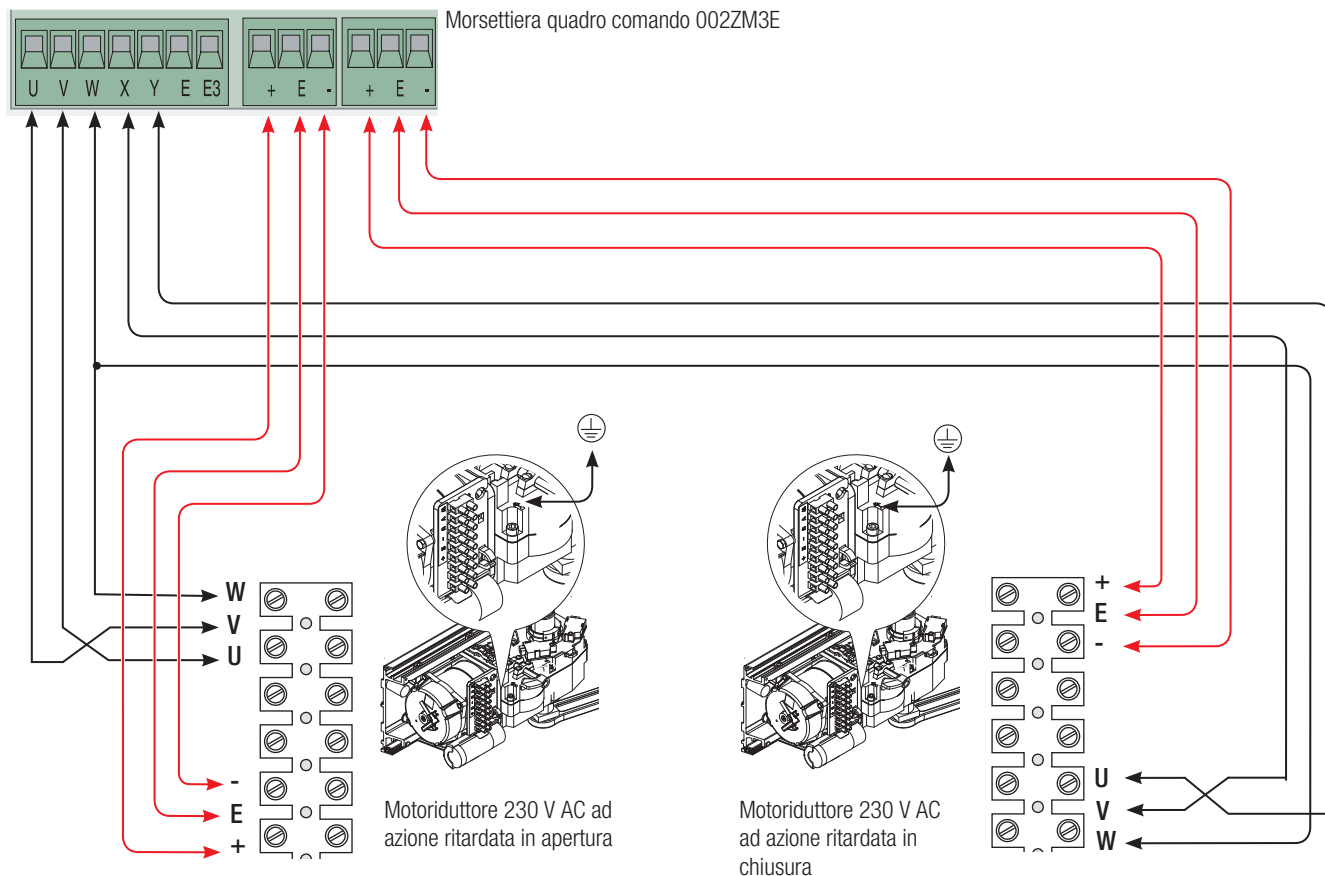 Morsettiera quadro comando 002ZM3E
U V W X Y E E3 + E - + E -
W
V
U
-
E
+
Motoriduttore 230 V AC ad
azione ritardata in apertura
Motoriduttore 230 V AC
ad azione ritardata in
chiusura
+
E
-
U
V
W